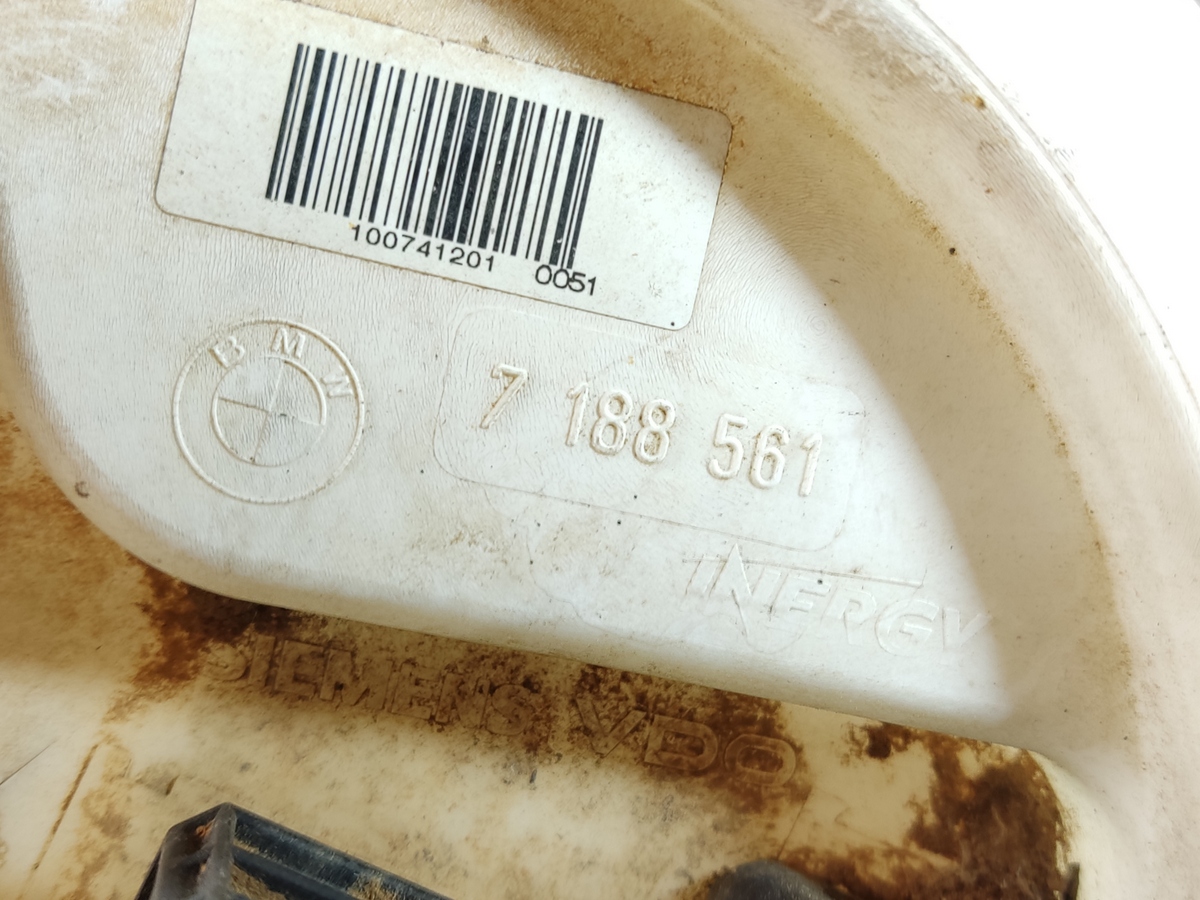 100741201 0051
BMW
7 188 561
INERGY
SIEMENS VDO